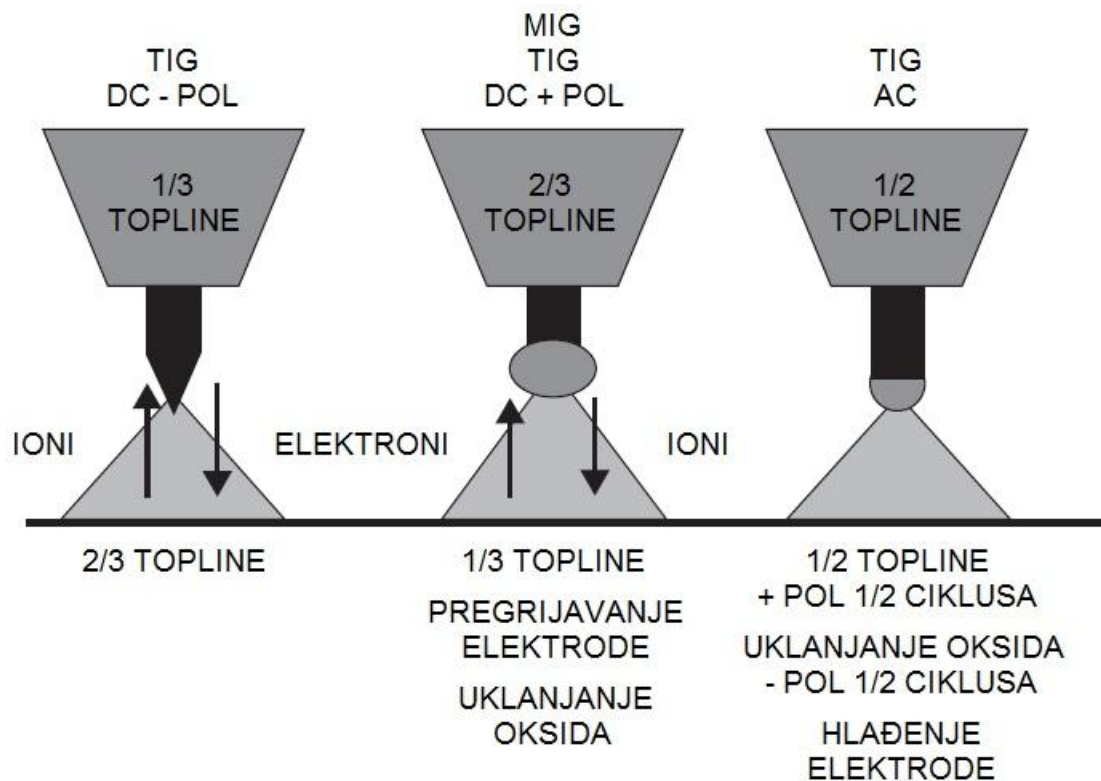 TIG
DC - POL
1/3
TOPLINE
IONI
ELEKTRONI
2/3 TOPLINE
MIG
TIG
DC + POL
2/3
TOPLINE
IONI
1/3 TOPLINE
PREGRIJAVANJE
ELEKTRODE
UKLANJANJE
OKSIDA
TIG
AC
1/2
TOPLINE
1/2 TOPLINE
+ POL 1/2 CIKLUSA
UKLANJANJE OKSIDA
- POL 1/2 CIKLUSA
HLAĐENJE
ELEKTRODE